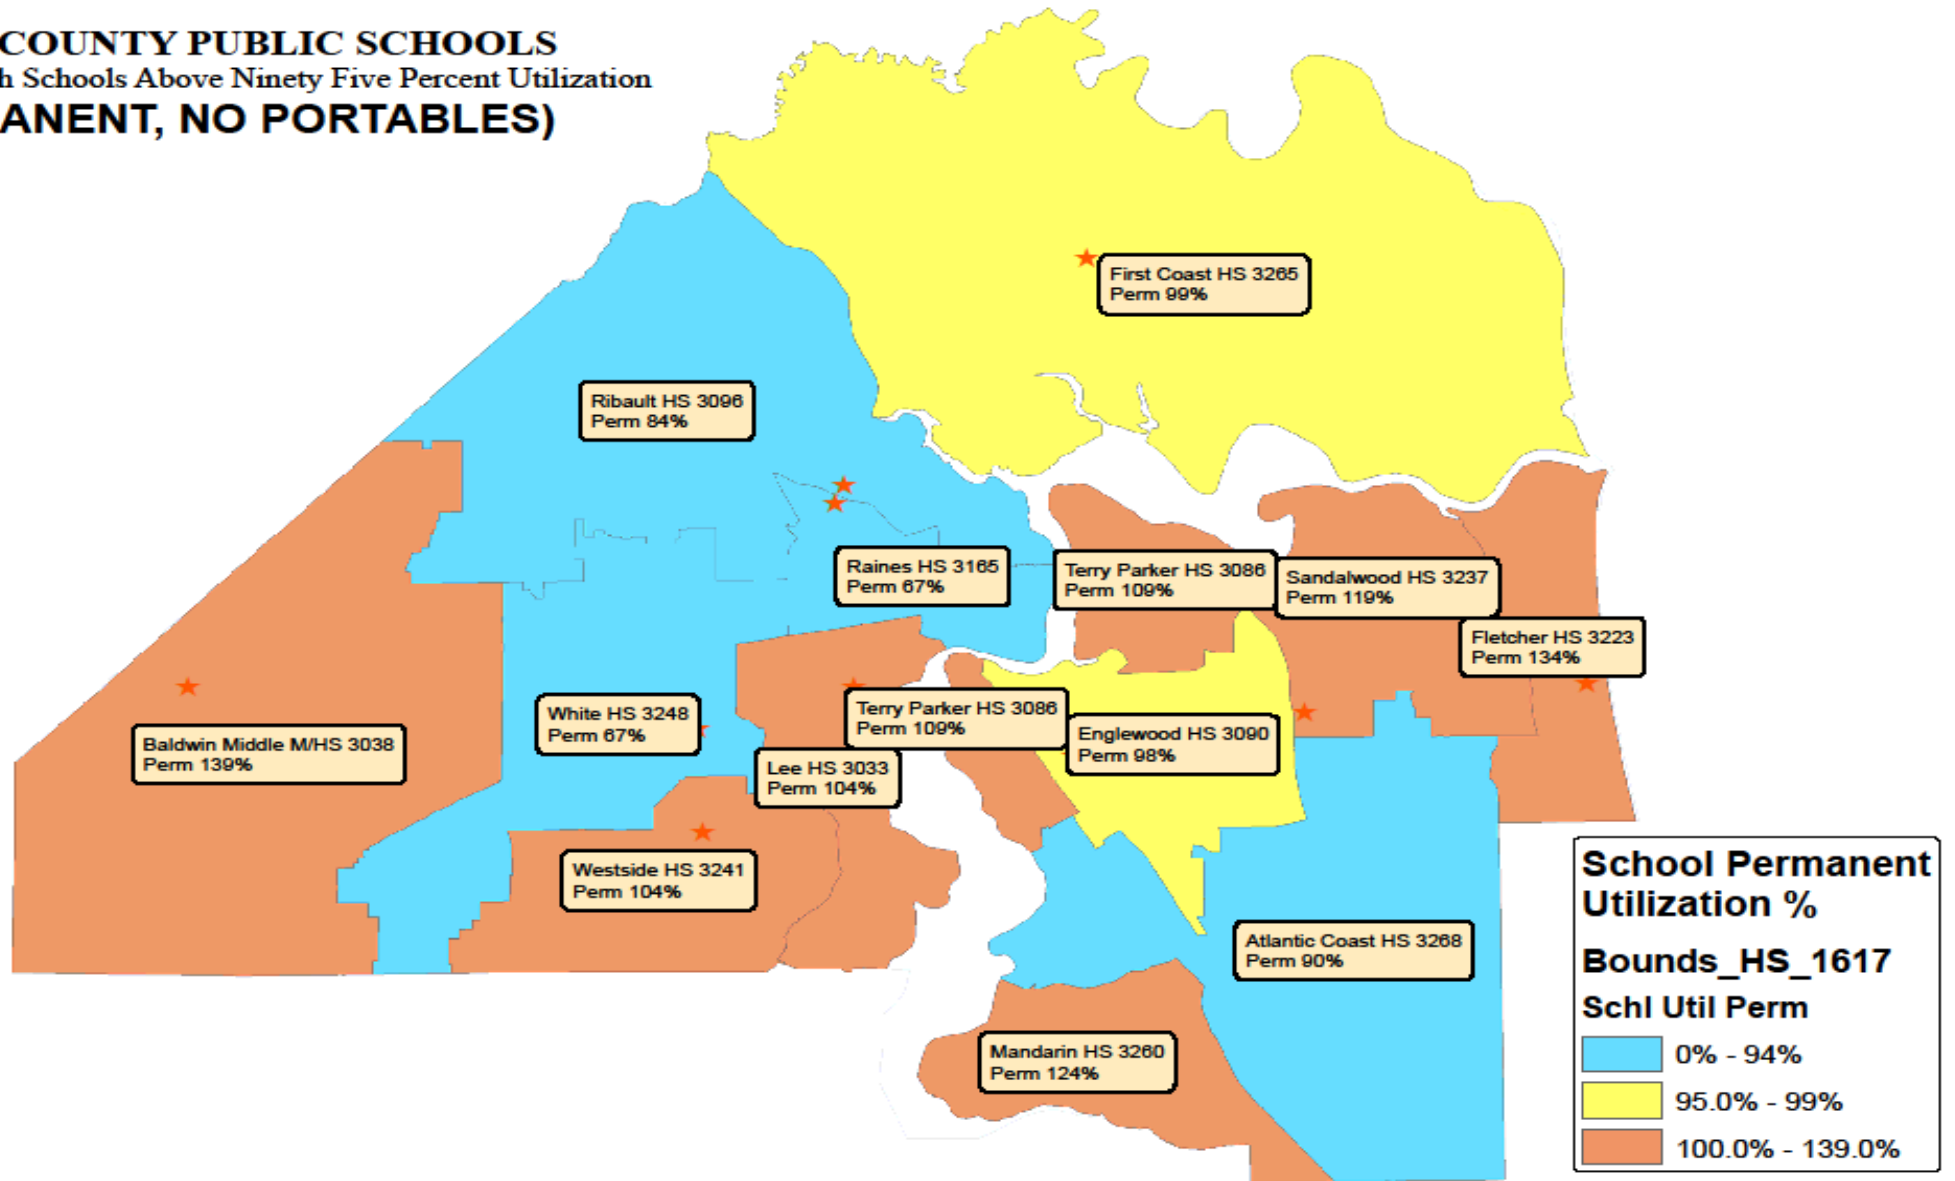 COUNTY PUBLIC SCHOOLS
h Schools Above Ninety Five Percent Utilization
ANENT, NO PORTABLES)
First Coast HS 3265
Perm 99%
Ribault HS 3096
Perm 84%
Raines HS 3165
Perm 67%
Terry Parker HS 3086
Perm 109%
Sandalwood HS 3237
Perm 119%
Fletcher HS 3223
Perm 134%
White HS 3248
Perm 67%
Terry Parker HS 3086
Perm 109%
Englewood HS 3090
Perm 98%
Baldwin Middle M/HS 3038
Perm 139%
Lee HS 3033
Perm 104%
Westside HS 3241
Perm 104%
Atlantic Coast HS 3268
Perm 90%
Mandarin HS 3260
Perm 124%
School Permanent
Utilization %
Bounds_HS_1617
Schl Util Perm
0% - 94%
95.0% - 99%
100.0% - 139.0%